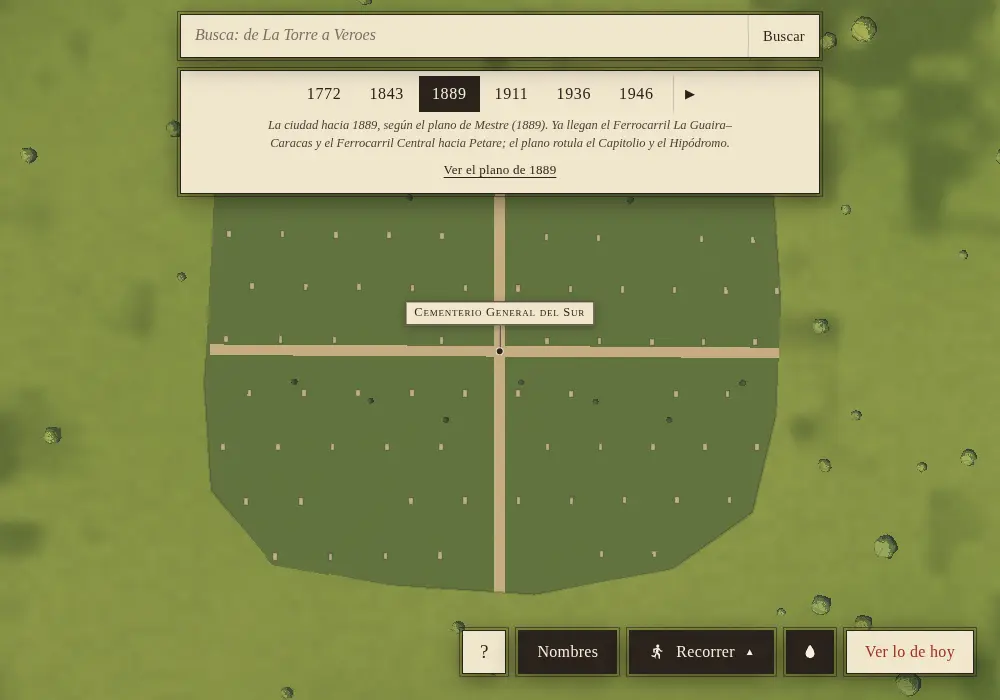 Busca: de La Torre a Veroes
Buscar
1772 1843 1889 1911 1936 1946 ▶
La ciudad hacia 1889, según el plano de Mestre (1889). Ya llegan el Ferrocarril La Guaira–
Caracas y el Ferrocarril Central hacia Petare; el plano rotula el Capitolio y el Hipódromo.
Ver el plano de 1889
Cementerio General del Sur
? Nombres Recorrer ▲ Ver lo de hoy